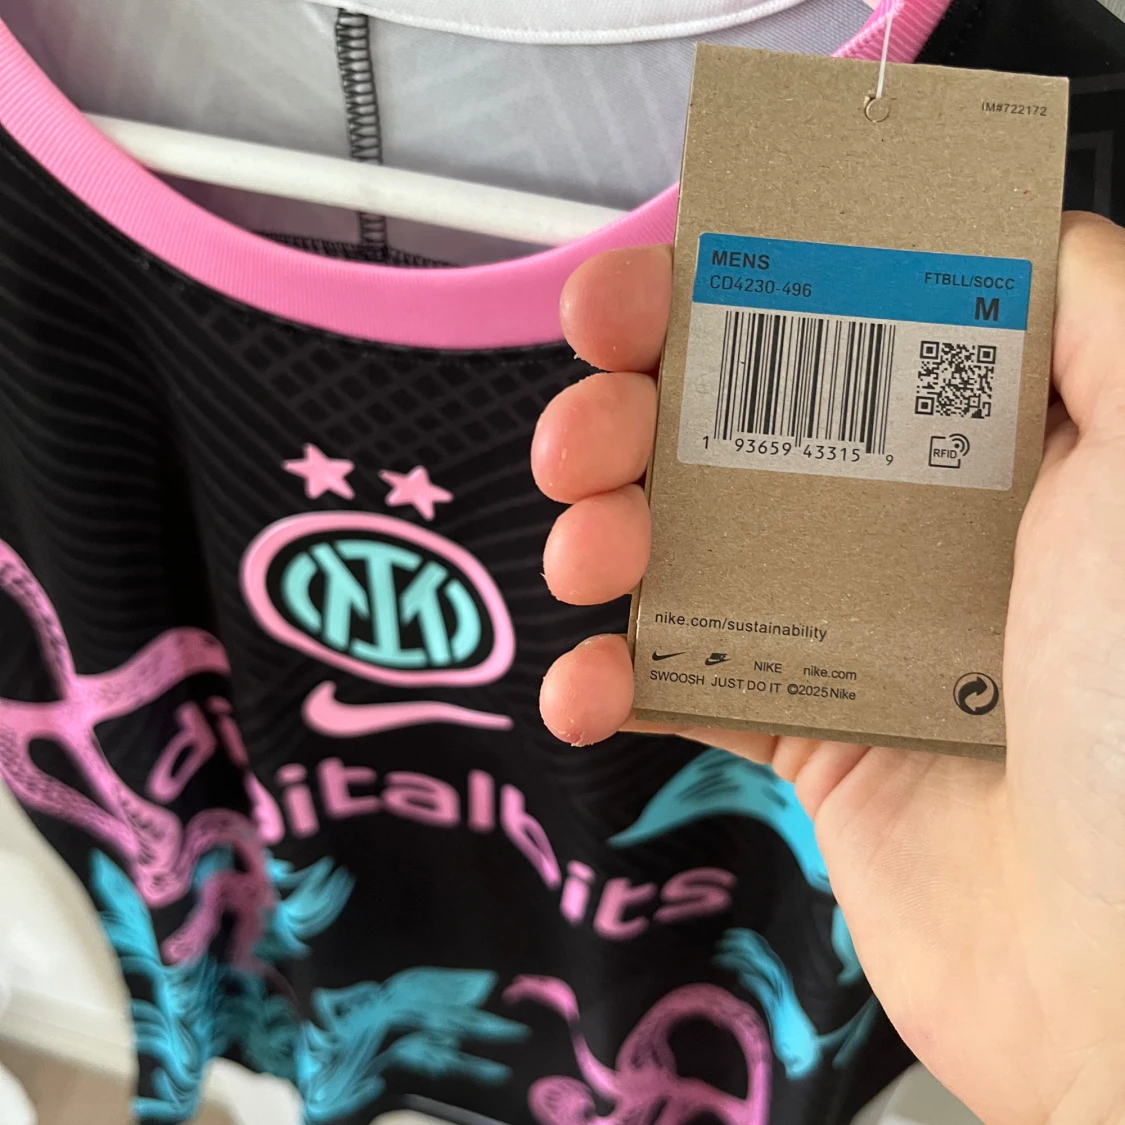 IM#722172
MENS
CD4230-496
FTBLL/SOCC
M
1 93659 43315 9
RFID
nike.com/sustainability
NIKE nike.com
SWOOSH JUST DO IT ©2025 Nike
digitalbits